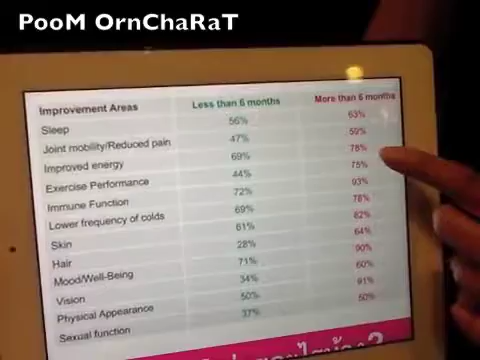 PooM OrnChaRaT
Improvement Areas Less than 6 months More than 6 months
Sleep 56% 63%
Joint mobility/Reduced pain 47% 59%
Improved energy 69% 78%
Exercise Performance 44% 75%
Immune Function 72% 93%
Lower frequency of colds 69% 78%
Skin 61% 82%
Hair 28% 64%
Mood/Well-Being 71% 90%
Vision 34% 60%
Physical Appearance 50% 91%
Sexual function 37% 50%